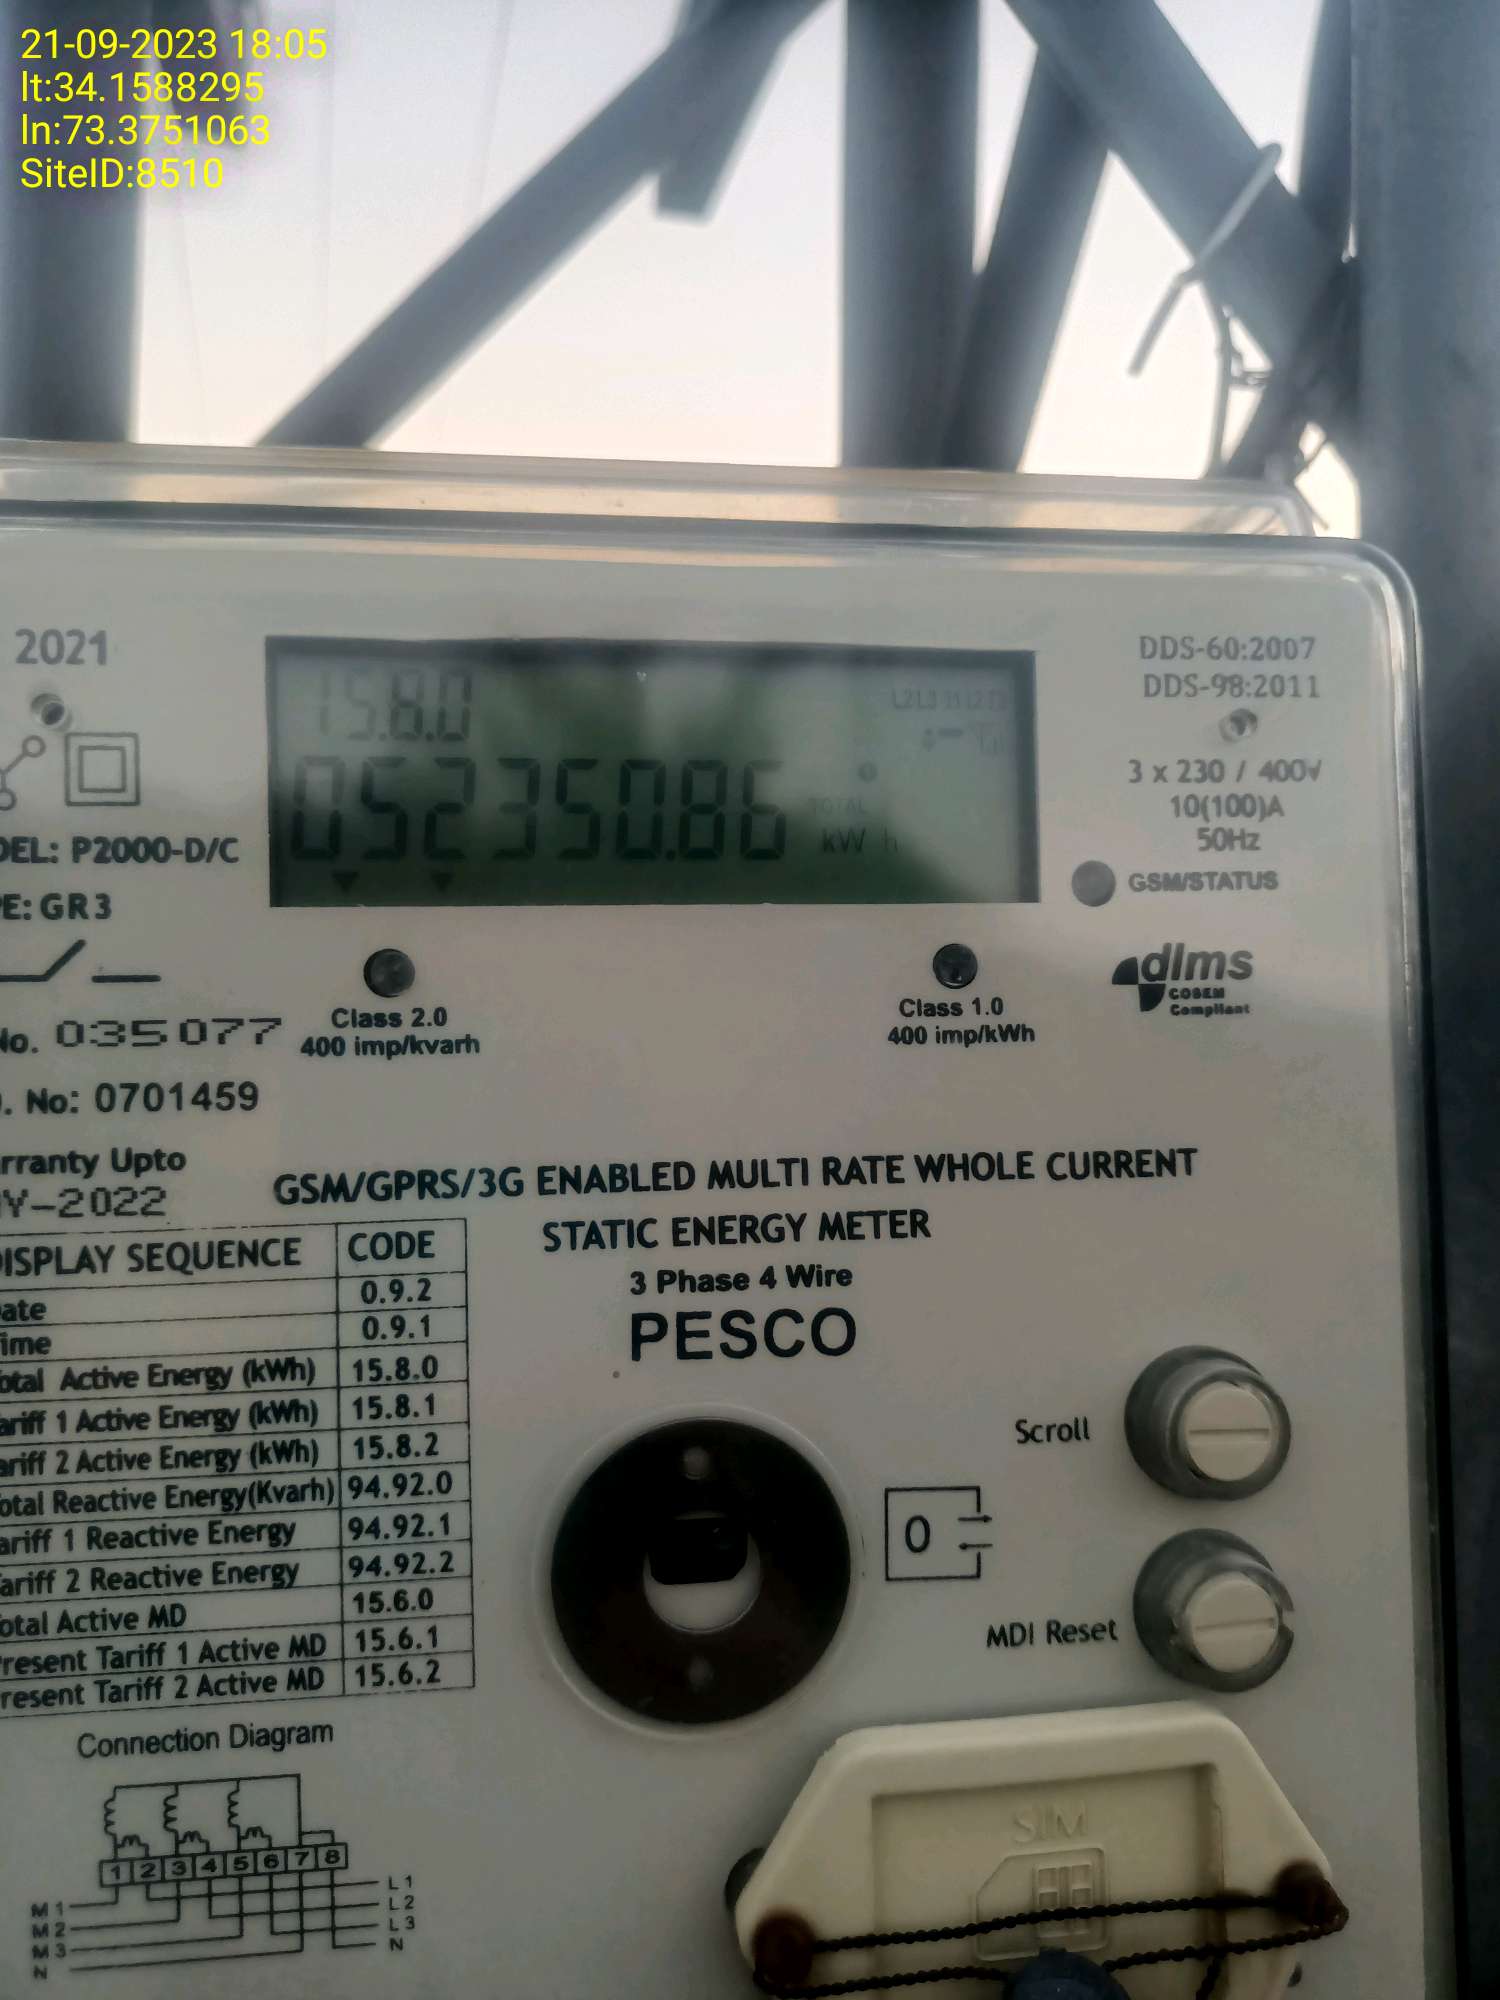 21-09-2023 18:05
lt:34.1588295
ln:73.3751063
SiteID:8510
2021
15.8.0
052350.86
TOTAL
kW h
DDS-60:2007
DDS-98:2011
3 x 230 / 400V
10(100)A
50Hz
GSM/STATUS
DEL: P2000-D/C
PE: GR3
No. 035077
Class 2.0
400 imp/kvarh
Class 1.0
400 imp/kWh
dlms
COSEM
Compliant
O. No: 0701459
rranty Upto
Y-2022
GSM/GPRS/3G ENABLED MULTI RATE WHOLE CURRENT
STATIC ENERGY METER
3 Phase 4 Wire
PESCO
DISPLAY SEQUENCE CODE
ate 0.9.2
ime 0.9.1
otal Active Energy (kWh) 15.8.0
ariff 1 Active Energy (kWh) 15.8.1
ariff 2 Active Energy (kWh) 15.8.2
otal Reactive Energy(Kvarh) 94.92.0
ariff 1 Reactive Energy 94.92.1
ariff 2 Reactive Energy 94.92.2
otal Active MD 15.6.0
resent Tariff 1 Active MD 15.6.1
resent Tariff 2 Active MD 15.6.2
Scroll
0
MDI Reset
Connection Diagram
1 2 3 4 5 6 7 8
M1 L1
M2 L2
M3 L3
N N
SIM